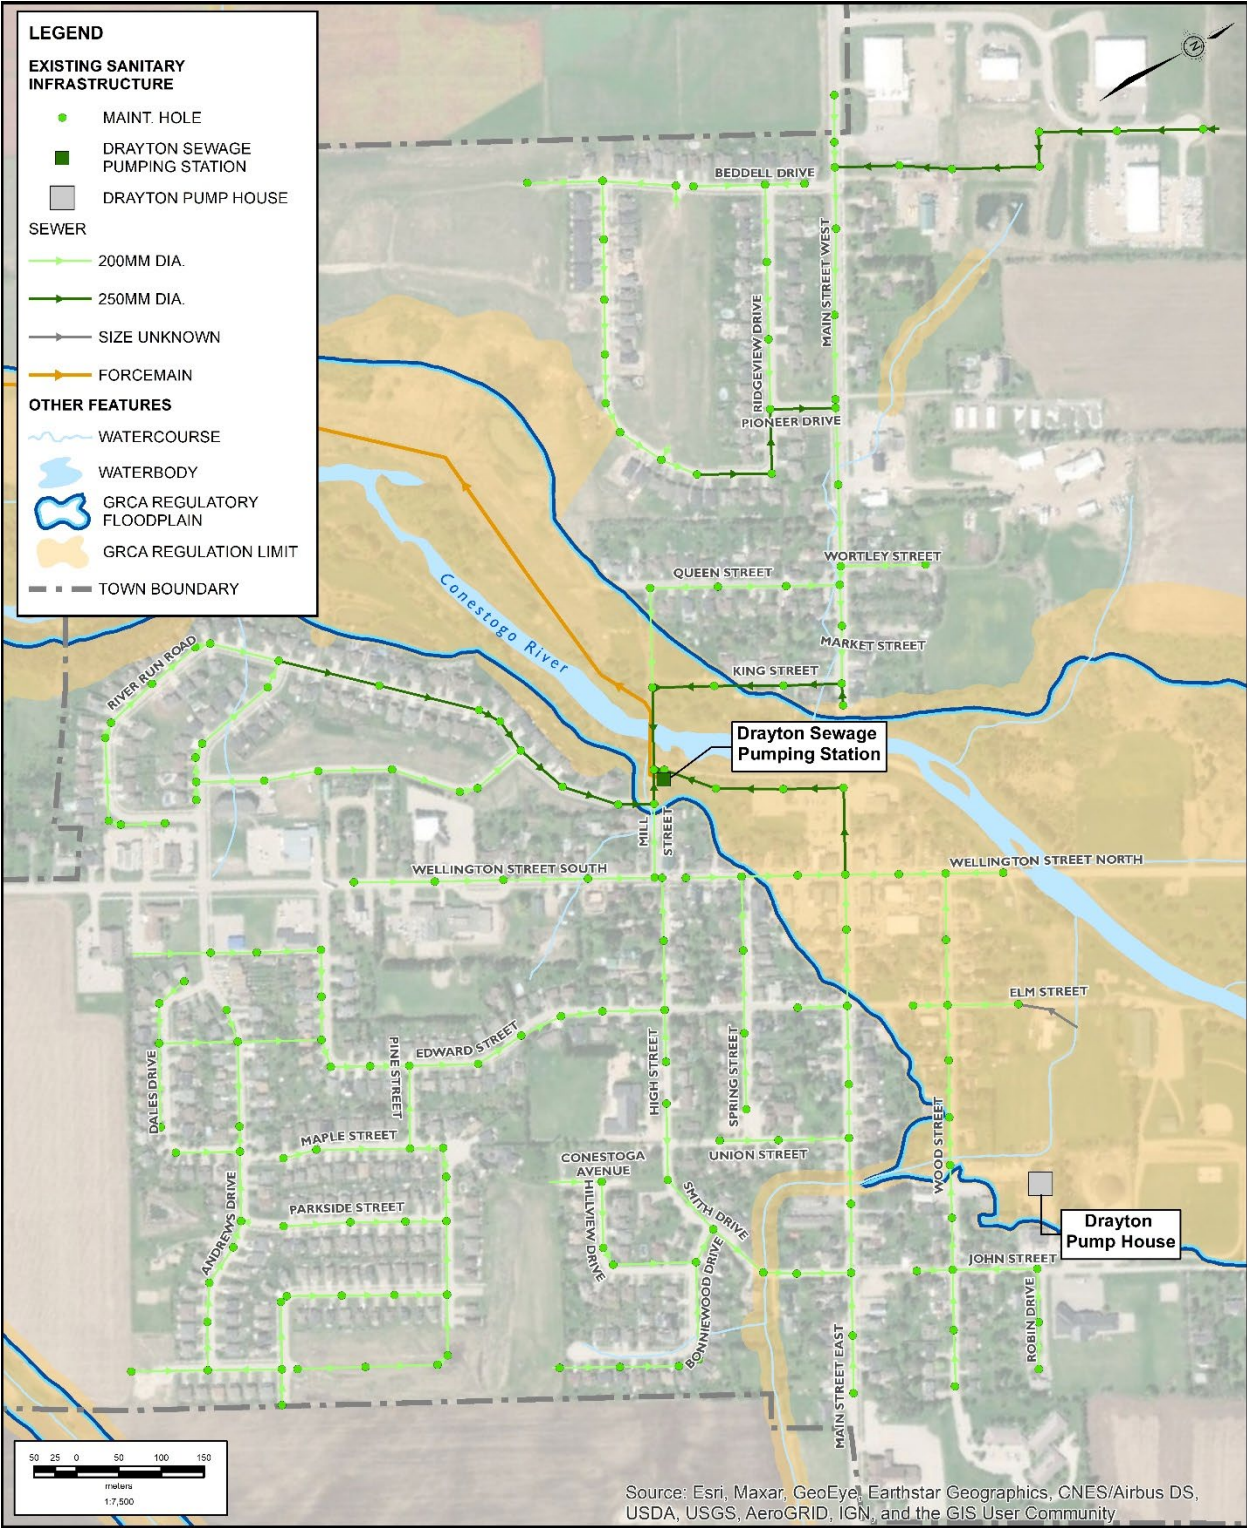 LEGEND
EXISTING SANITARY
INFRASTRUCTURE
MAINT. HOLE
DRAYTON SEWAGE
PUMPING STATION
DRAYTON PUMP HOUSE
SEWER
200MM DIA.
250MM DIA.
SIZE UNKNOWN
FORCEMAIN
OTHER FEATURES
WATERCOURSE
WATERBODY
GRCA REGULATORY
FLOODPLAIN
GRCA REGULATION LIMIT
TOWN BOUNDARY
N
BEDDELL DRIVE
MAIN STREET WEST
RIDGEVIEW DRIVE
PIONEER DRIVE
WORTLEY STREET
QUEEN STREET
Conestogo River
MARKET STREET
KING STREET
RIVER RUN ROAD
Drayton Sewage
Pumping Station
MILL
STREET
WELLINGTON STREET SOUTH
WELLINGTON STREET NORTH
ELM STREET
EDWARD STREET
PINE STREET
DALES DRIVE
HIGH STREET
SPRING STREET
MAPLE STREET
UNION STREET
WOOD STREET
CONESTOGA
AVENUE
HILLVIEW DRIVE
SMITH DRIVE
ANDREWS DRIVE
PARKSIDE STREET
Drayton
Pump House
JOHN STREET
BONNIEWOOD DRIVE
ROBIN DRIVE
MAIN STREET EAST
50 25 0 50 100 150
meters
1:7,500
Source: Esri, Maxar, GeoEye, Earthstar Geographics, CNES/Airbus DS,
USDA, USGS, AeroGRID, IGN, and the GIS User Community